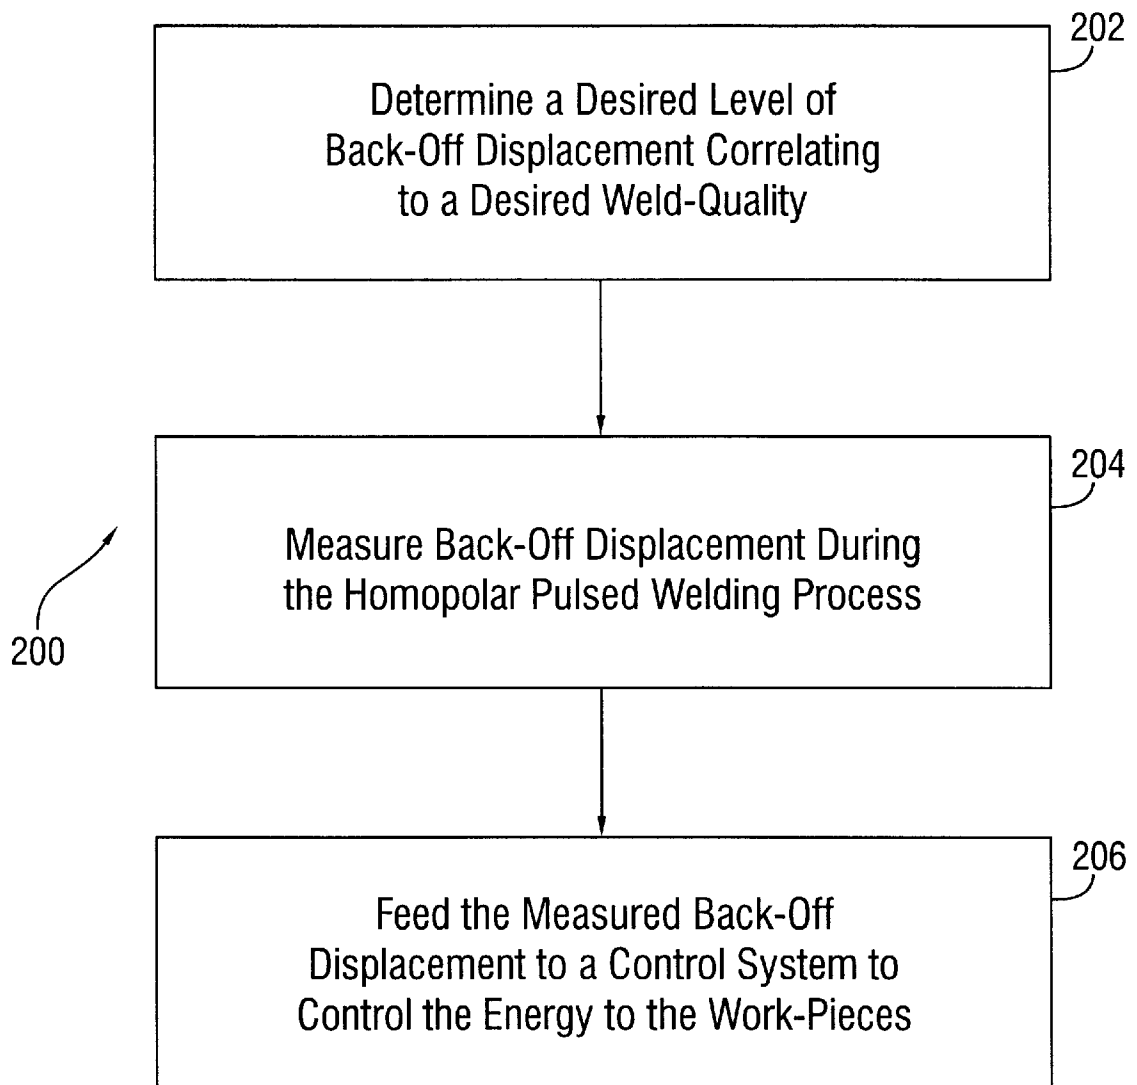 202
Determine a Desired Level of
Back-Off Displacement Correlating
to a Desired Weld-Quality
204
Measure Back-Off Displacement During
the Homopolar Pulsed Welding Process
200
206
Feed the Measured Back-Off
Displacement to a Control System to
Control the Energy to the Work-Pieces